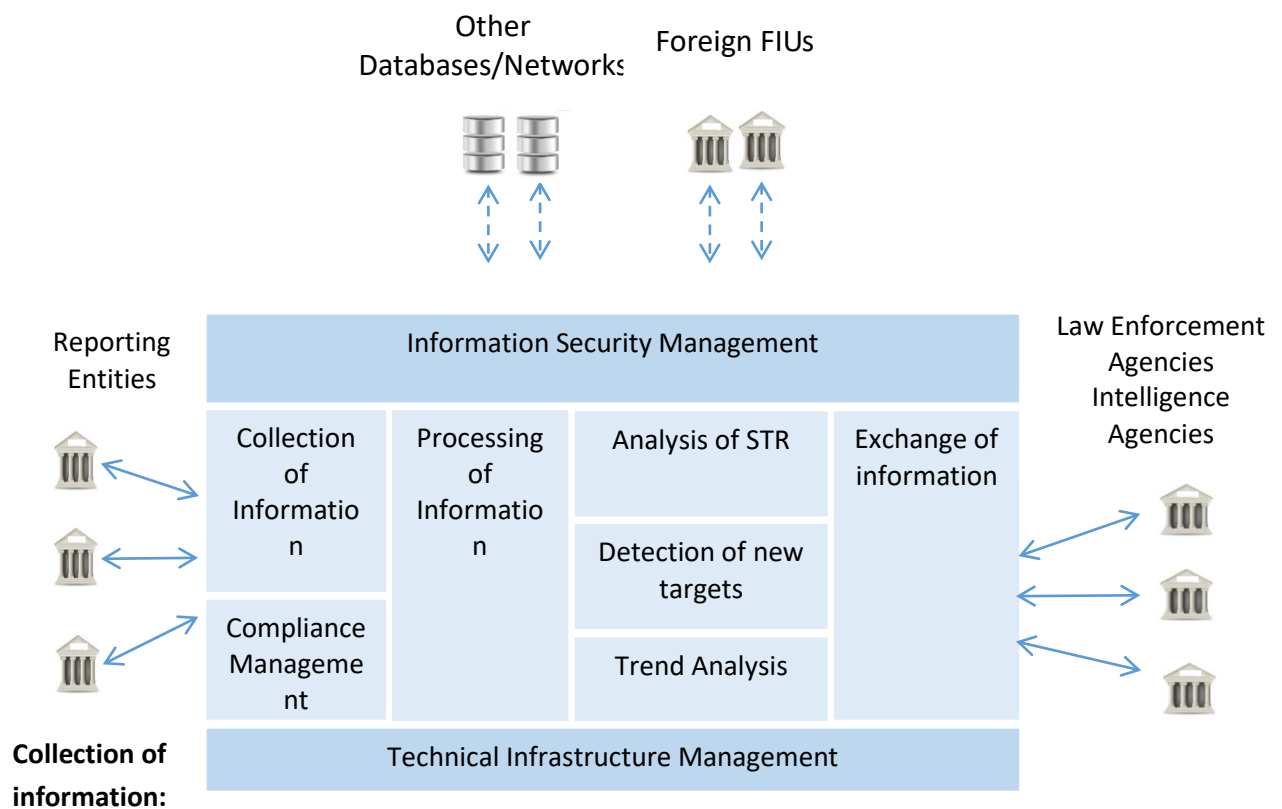 Other
Databases/Networks
Foreign FIUs
Reporting
Entities
Information Security Management
Law Enforcement
Agencies
Intelligence
Agencies
Collection
of
Informatio
n
Processing
of
Informatio
n
Analysis of STR
Exchange of
information
Detection of new
targets
Compliance
Manageme
nt
Trend Analysis
Technical Infrastructure Management
Collection of
information: